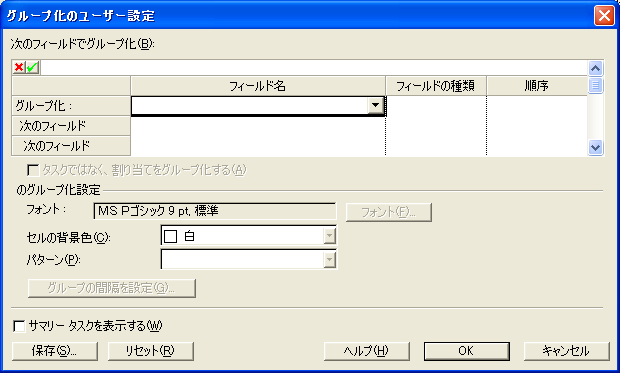 グループ化のユーザー設定
次のフィールドでグループ化(B):
フィールド名 フィールドの種類 順序
グループ化：
次のフィールド
次のフィールド
タスクではなく、割り当てをグループ化する(A)
のグループ化設定
フォント： MS Pゴシック 9 pt, 標準 フォント(F)...
セルの背景色(C): 白
パターン(P):
グループの間隔を設定(G)...
サマリー タスクを表示する(W)
保存(S)... リセット(R) ヘルプ(H) OK キャンセル